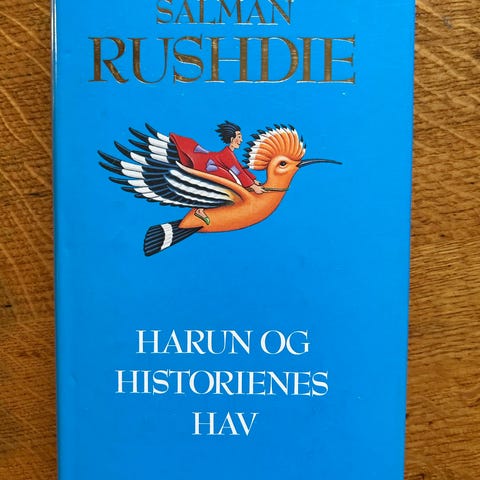 SALMAN
RUSHDIE
HARUN OG
HISTORIENES
HAV